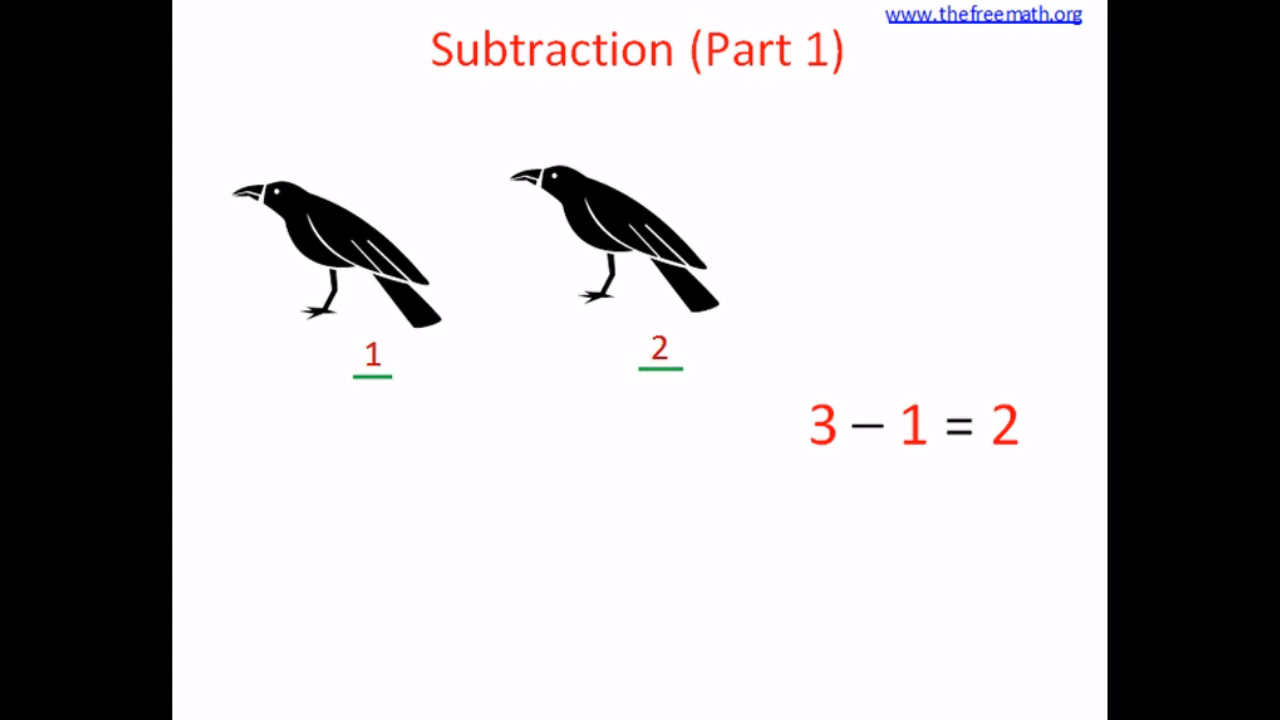 www.thefreemath.org
Subtraction (Part 1)
1
2
3 – 1 = 2